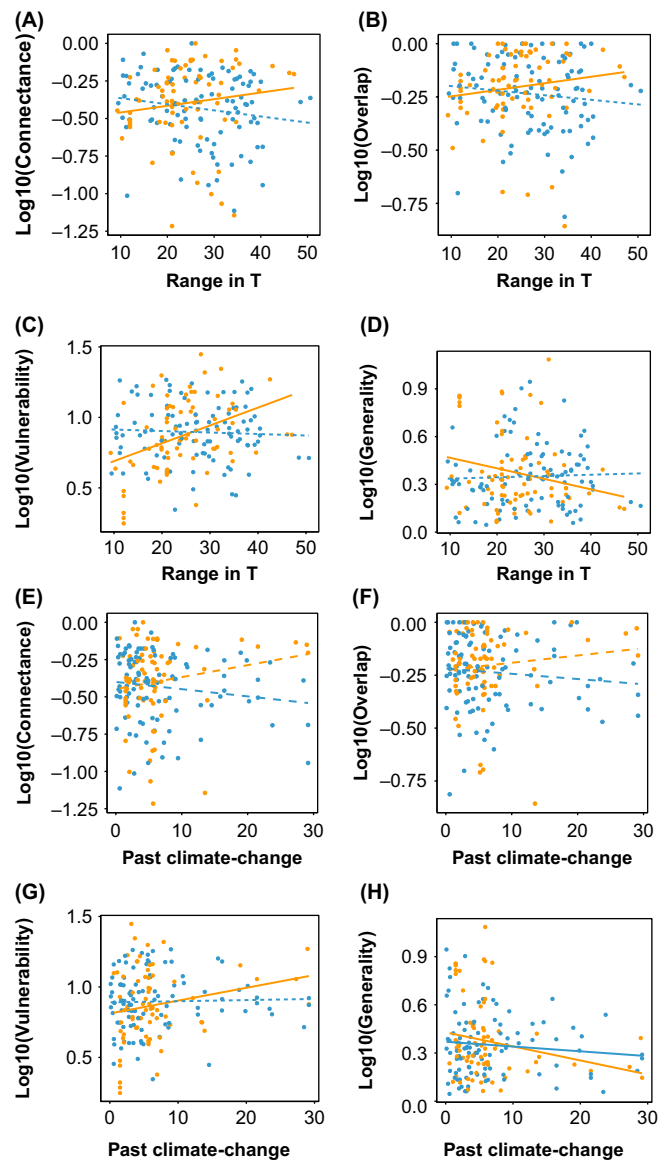 (A)
Log10(Connectance)
0.00
−0.25
−0.50
−0.75
−1.00
−1.25
10 20 30 40 50
Range in T
(B)
Log10(Overlap)
0.00
−0.25
−0.50
−0.75
10 20 30 40 50
Range in T
(C)
Log10(Vulnerability)
1.5
1.0
0.5
10 20 30 40 50
Range in T
(D)
Log10(Generality)
0.9
0.6
0.3
0.0
10 20 30 40 50
Range in T
(E)
Log10(Connectance)
0.00
−0.25
−0.50
−0.75
−1.00
−1.25
0 10 20 30
Past climate-change
(F)
Log10(Overlap)
0.00
−0.25
−0.50
−0.75
0 10 20 30
Past climate-change
(G)
Log10(Vulnerability)
1.5
1.0
0.5
0 10 20 30
Past climate-change
(H)
Log10(Generality)
0.9
0.6
0.3
0.0
0 10 20 30
Past climate-change